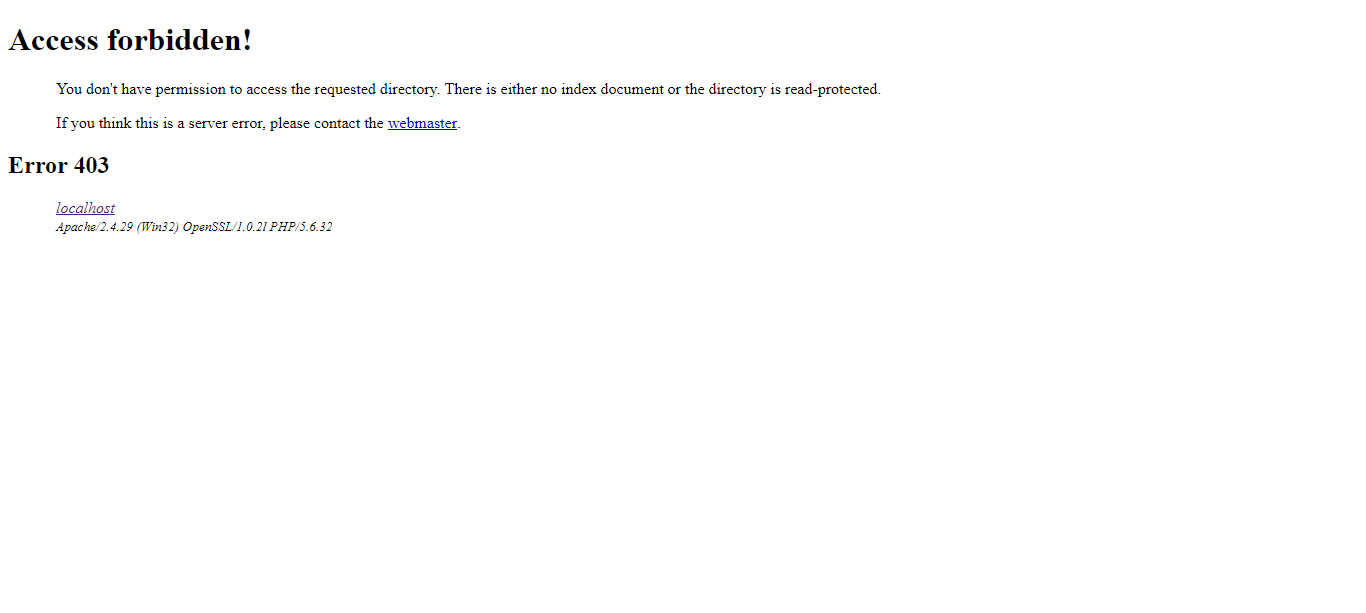 Access forbidden!
You don't have permission to access the requested directory. There is either no index document or the directory is read-protected.
If you think this is a server error, please contact the webmaster.
Error 403
localhost
Apache/2.4.29 (Win32) OpenSSL/1.0.2l PHP/5.6.32